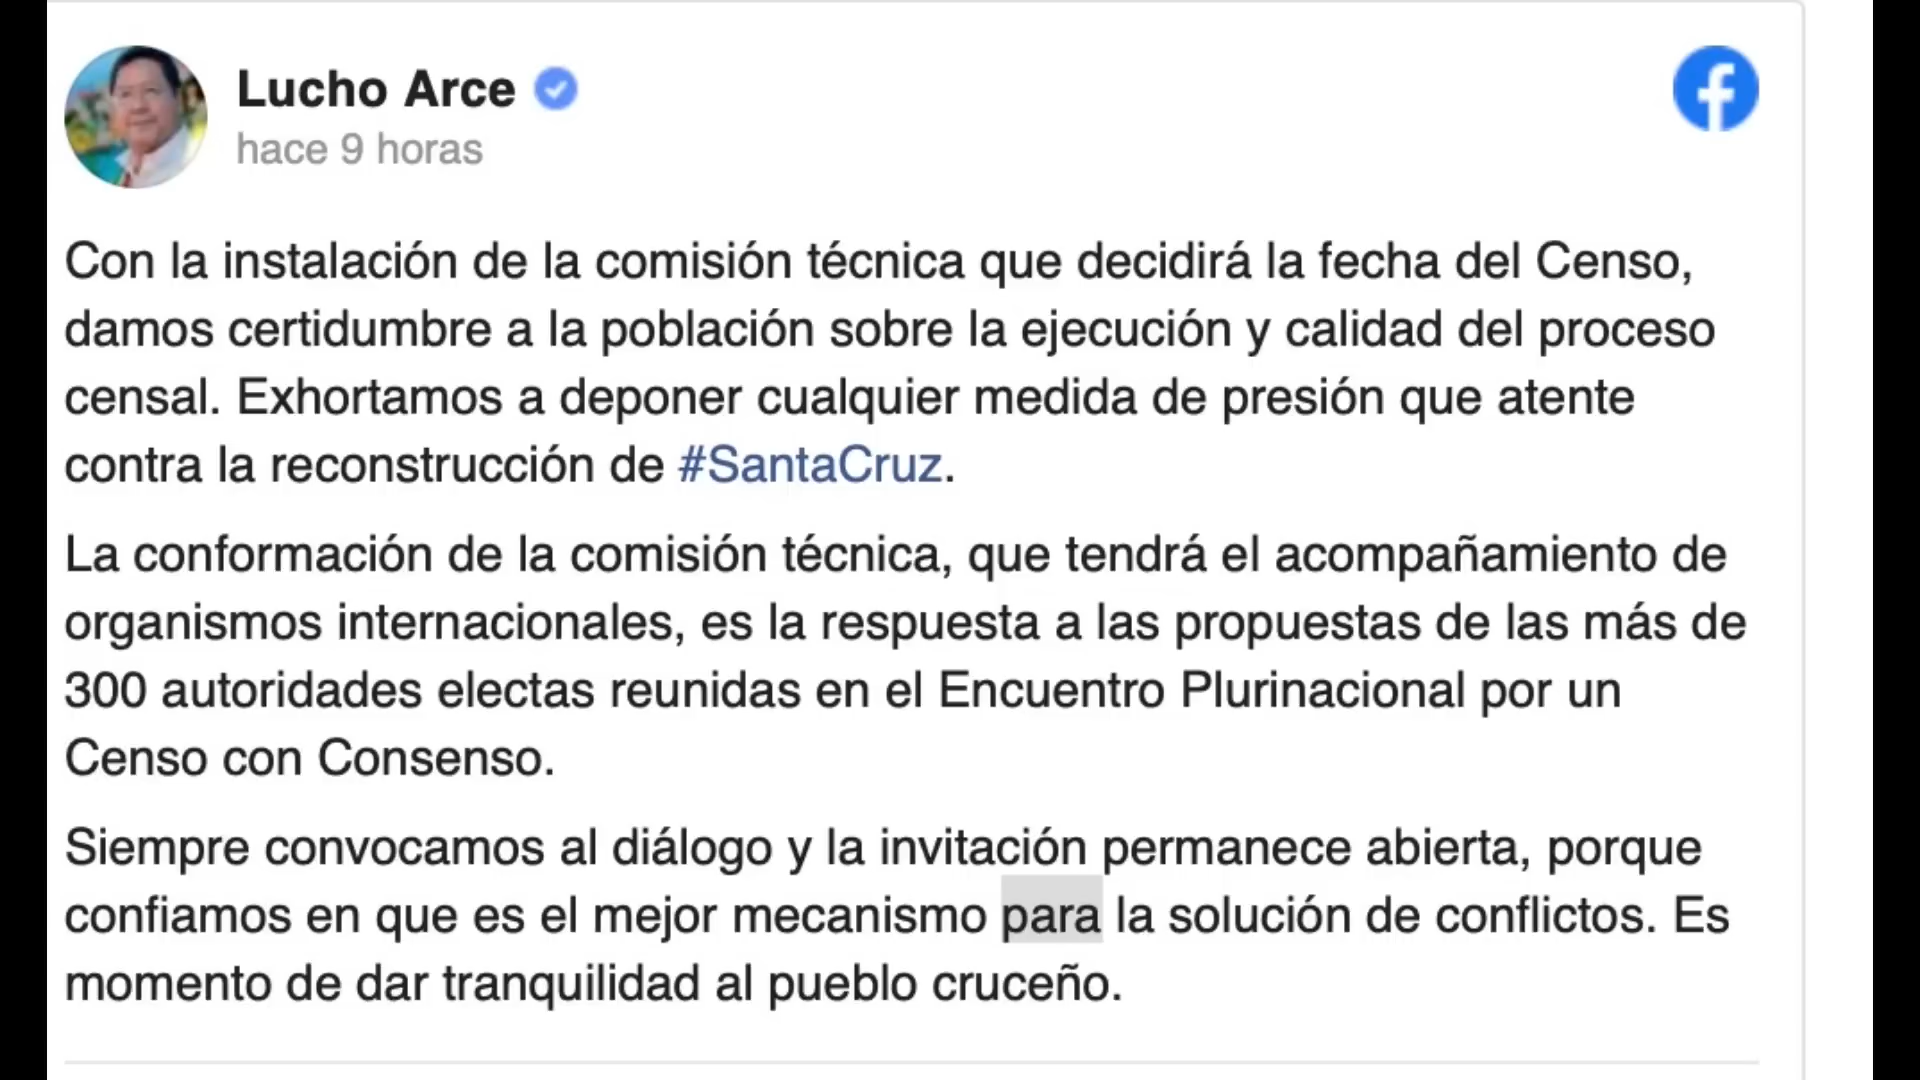 Lucho Arce
hace 9 horas
Con la instalación de la comisión técnica que decidirá la fecha del Censo,
damos certidumbre a la población sobre la ejecución y calidad del proceso
censal. Exhortamos a deponer cualquier medida de presión que atente
contra la reconstrucción de #SantaCruz.
La conformación de la comisión técnica, que tendrá el acompañamiento de
organismos internacionales, es la respuesta a las propuestas de las más de
300 autoridades electas reunidas en el Encuentro Plurinacional por un
Censo con Consenso.
Siempre convocamos al diálogo y la invitación permanece abierta, porque
confiamos en que es el mejor mecanismo para la solución de conflictos. Es
momento de dar tranquilidad al pueblo cruceño.